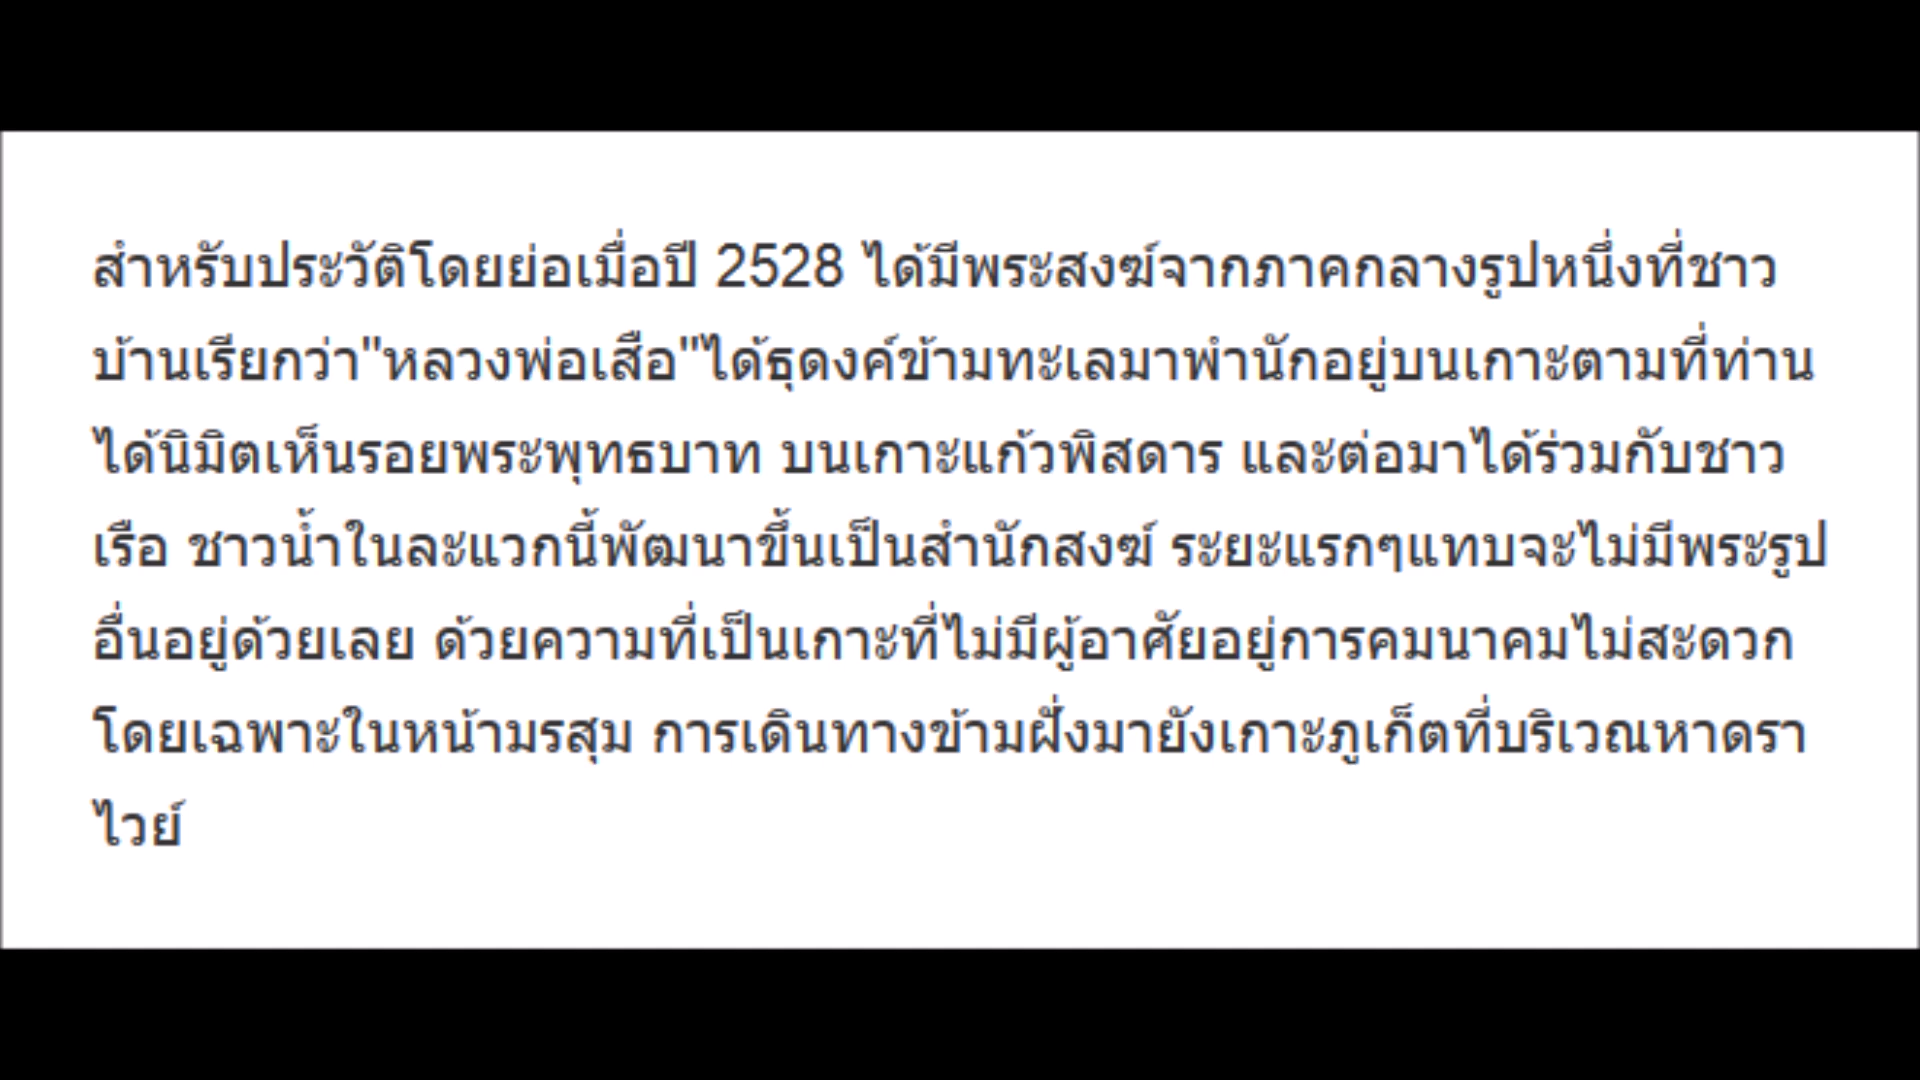 สำหรับประวัติโดยย่อเมื่อปี 2528 ได้มีพระสงฆ์จากภาคกลางรูปหนึ่งที่ชาว
บ้านเรียกว่า"หลวงพ่อเสือ"ได้ธุดงค์ข้ามทะเลมาพำนักอยู่บนเกาะตามที่ท่าน
ได้นิมิตเห็นรอยพระพุทธบาท บนเกาะแก้วพิสดาร และต่อมาได้ร่วมกับชาว
เรือ ชาวน้ำในละแวกนี้พัฒนาขึ้นเป็นสำนักสงฆ์ ระยะแรกๆแทบจะไม่มีพระรูป
อื่นอยู่ด้วยเลย ด้วยความที่เป็นเกาะที่ไม่มีผู้อาศัยอยู่การคมนาคมไม่สะดวก
โดยเฉพาะในหน้ามรสุม การเดินทางข้ามฝั่งมายังเกาะภูเก็ตที่บริเวณหาดรา
ไวย์